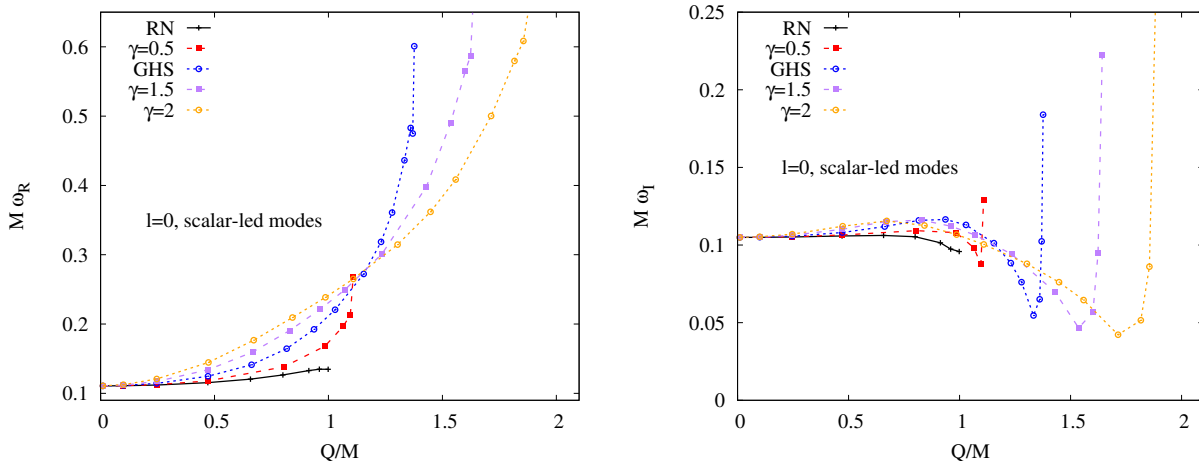 RN
γ=0.5
GHS
γ=1.5
γ=2
l=0, scalar-led modes
M ω_R
0.6
0.5
0.4
0.3
0.2
0.1
0
0.5
1
1.5
2
Q/M
RN
γ=0.5
GHS
γ=1.5
γ=2
l=0, scalar-led modes
M ω_I
0.25
0.2
0.15
0.1
0.05
0
0
0.5
1
1.5
2
Q/M